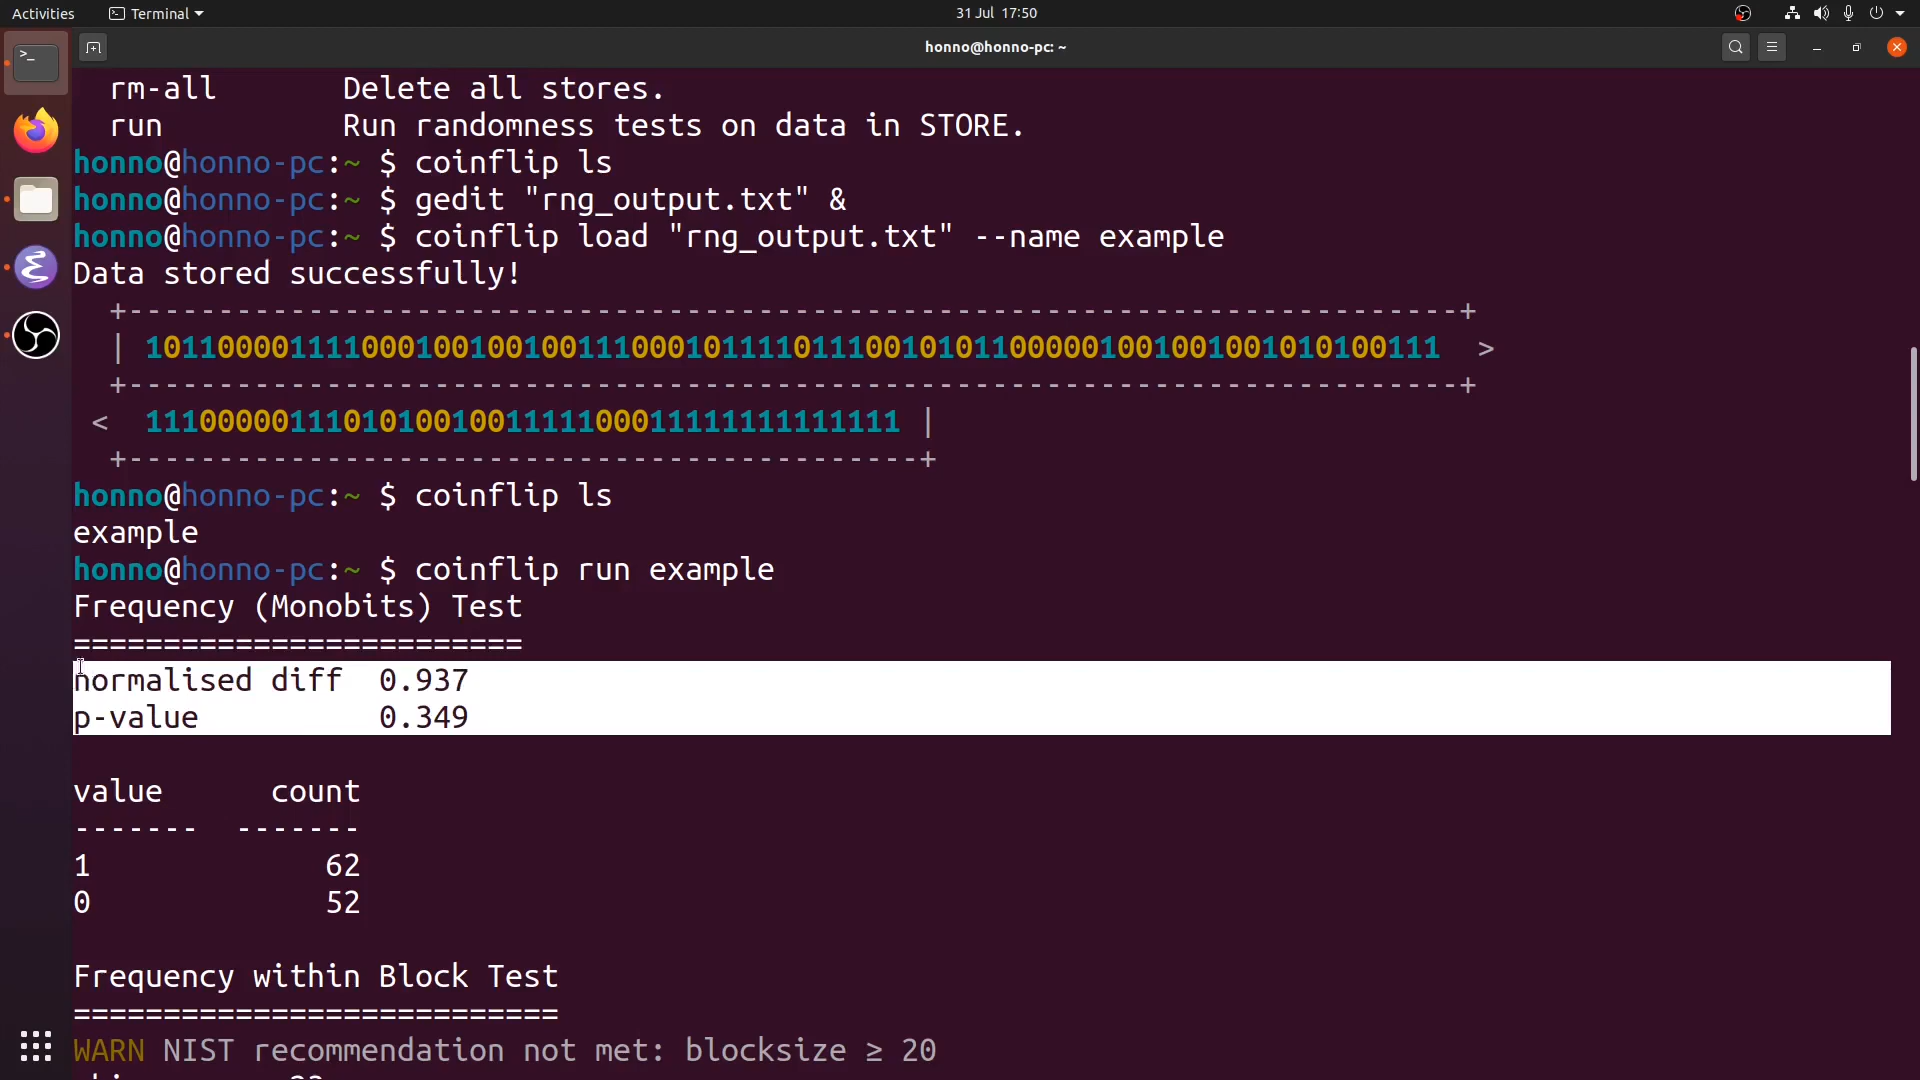 Activities
Terminal
31 Jul 17:50
honno@honno-pc: ~
rm-all       Delete all stores.
run          Run randomness tests on data in STORE.
honno@honno-pc:~ $ coinflip ls
honno@honno-pc:~ $ gedit "rng_output.txt" &
honno@honno-pc:~ $ coinflip load "rng_output.txt" --name example
Data stored successfully!
+--------------------------------------------------------------------------+
| 101100001111000100100100111000101111011100101011000001001001001010100111  >
+--------------------------------------------------------------------------+
<  111000001110101001001111100011111111111111 |
+--------------------------------------------+
honno@honno-pc:~ $ coinflip ls
example
honno@honno-pc:~ $ coinflip run example
Frequency (Monobits) Test
=========================
normalised diff  0.937
p-value          0.349
value      count
-------  -------
1             62
0             52
Frequency within Block Test
===========================
WARN NIST recommendation not met: blocksize ≥ 20